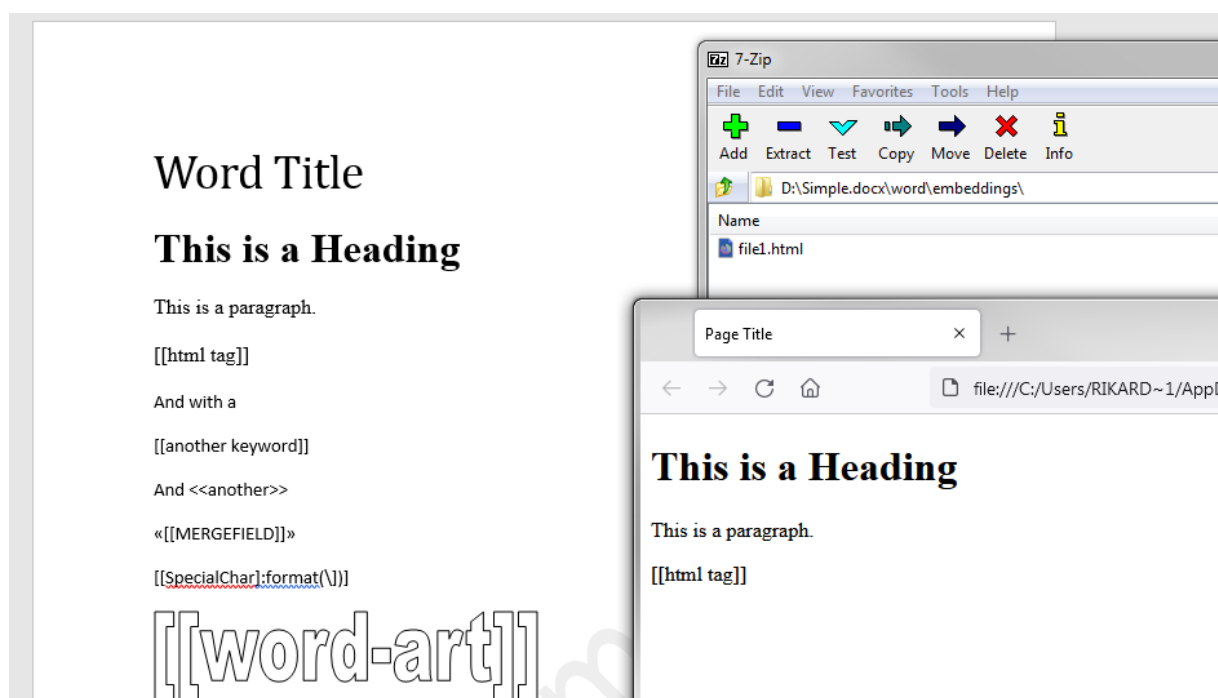 Word Title
This is a Heading
This is a paragraph.
[[html tag]]
And with a
[[another keyword]]
And <<another>>
«[[MERGEFIELD]]»
[[SpecialChar]:format(\])]
[[word-art]]
7-Zip
File Edit View Favorites Tools Help
Add Extract Test Copy Move Delete Info
D:\Simple.docx\word\embeddings\
Name
file1.html
Page Title
file:///C:/Users/RIKARD~1/App
This is a Heading
This is a paragraph.
[[html tag]]